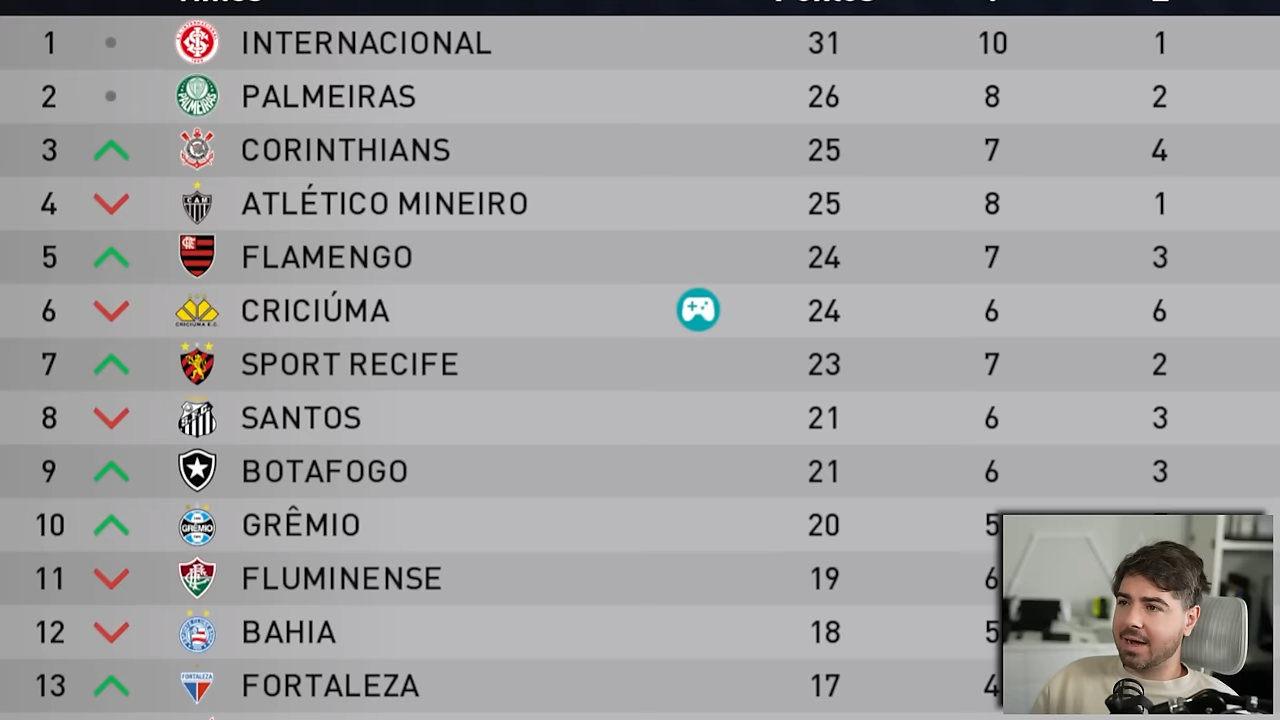 Times Pontos V E
1 INTERNACIONAL 31 10 1
2 PALMEIRAS 26 8 2
3 CORINTHIANS 25 7 4
4 ATLÉTICO MINEIRO 25 8 1
5 FLAMENGO 24 7 3
6 CRICIÚMA 24 6 6
7 SPORT RECIFE 23 7 2
8 SANTOS 21 6 3
9 BOTAFOGO 21 6 3
10 GRÊMIO 20 5
11 FLUMINENSE 19 6
12 BAHIA 18 5
13 FORTALEZA 17 4